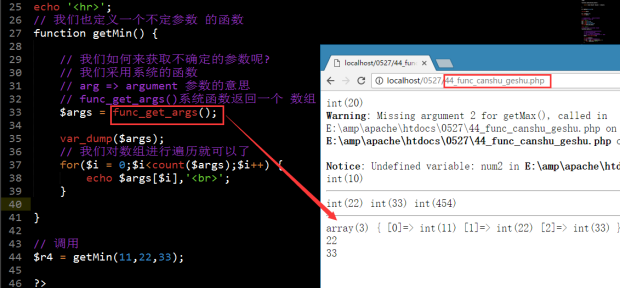 25 echo '<hr>';
26 // 我们也定义一个不定参数 的函数
27 function getMin() {
28
29 // 我们如何来获取不确定的参数呢?
30 // 我们采用系统的函数
31 // arg => argument 参数的意思
32 // func_get_args()系统函数返回一个 数组
33 $args = func_get_args();
34
35 var_dump($args);
36 // 我们对数组进行遍历就可以了
37 for($i = 0;$i<count($args);$i++) {
38 echo $args[$i],'<br>';
39 }
40
41 }
42
43 // 调用
44 $r4 = getMin(11,22,33);
45
46 ?>
localhost/0527/44_func_c
localhost/0527/44_func_canshu_geshu.php
int(20)
Warning: Missing argument 2 for getMax(), called in
E:\amp\apache\htdocs\0527\44_func_canshu_geshu.php on
E:\amp\apache\htdocs\0527\44_func_canshu_geshu.php o
Notice: Undefined variable: num2 in E:\amp\apache\ht
int(10)
int(22) int(33) int(454)
array(3) { [0]=> int(11) [1]=> int(22) [2]=> int(33) }
22
33